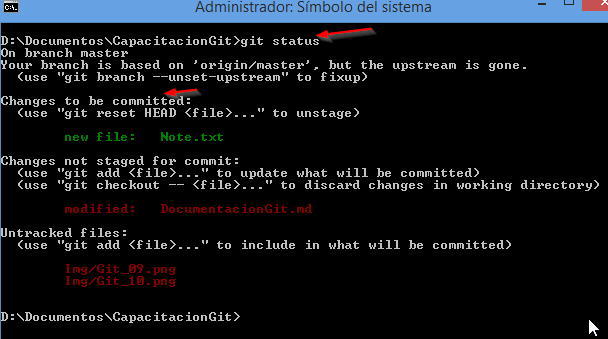 Administrador: Símbolo del sistema
D:\Documentos\CapacitacionGit>git status
On branch master
Your branch is based on 'origin/master', but the upstream is gone.
  (use "git branch --unset-upstream" to fixup)
Changes to be committed:
  (use "git reset HEAD <file>..." to unstage)
        new file:   Note.txt
Changes not staged for commit:
  (use "git add <file>..." to update what will be committed)
  (use "git checkout -- <file>..." to discard changes in working directory)
        modified:   DocumentacionGit.md
Untracked files:
  (use "git add <file>..." to include in what will be committed)
        Img/Git_09.png
        Img/Git_10.png
D:\Documentos\CapacitacionGit>